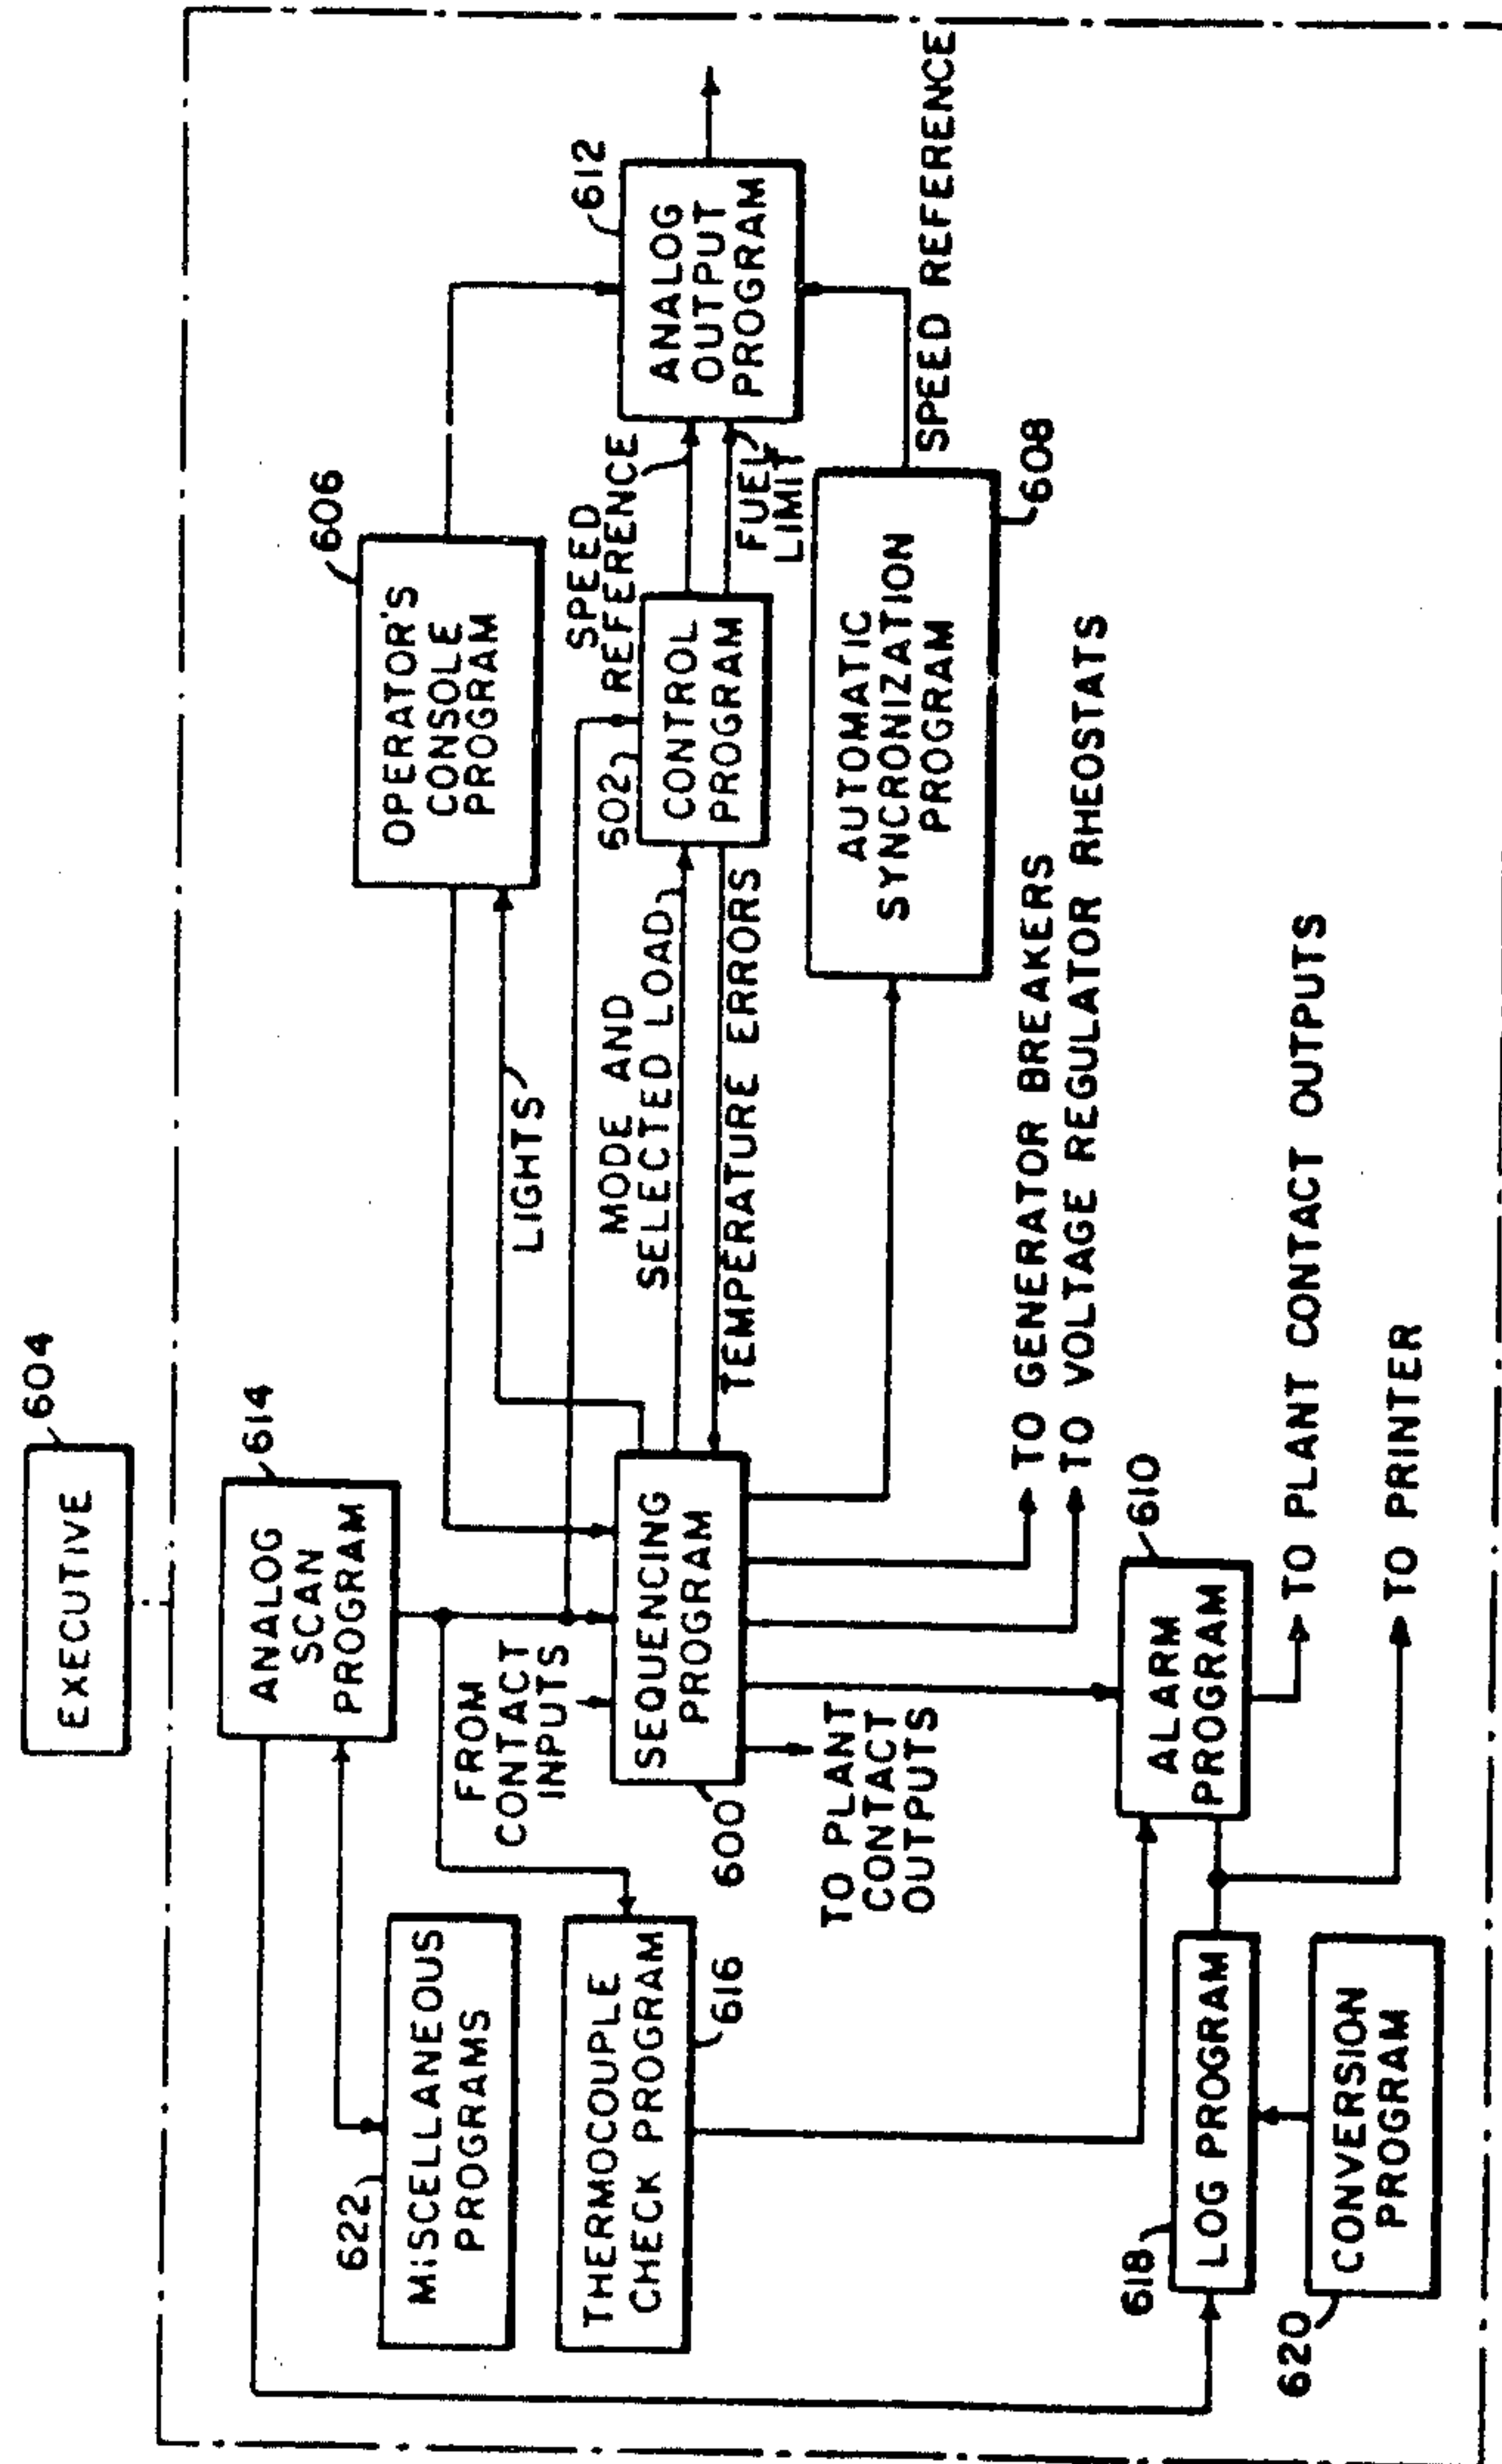 EXECUTIVE
604
ANALOG
SCAN
PROGRAM
614
OPERATOR'S
CONSOLE
PROGRAM
606
MISCELLANEOUS
PROGRAMS
622
LIGHTS
FROM
CONTACT
INPUTS
THERMOCOUPLE
CHECK PROGRAM
616
SEQUENCING
PROGRAM
600
MODE AND
SELECTED LOAD
TEMPERATURE ERRORS
602
CONTROL
PROGRAM
SPEED
REFERENCE
FUEL
LIMIT
ANALOG
OUTPUT
PROGRAM
612
TO PLANT
CONTACT
OUTPUTS
AUTOMATIC
SYNCRONIZATION
PROGRAM
608
SPEED REFERENCE
TO GENERATOR BREAKERS
TO VOLTAGE REGULATOR RHEOSTATS
ALARM
PROGRAM
610
618
LOG PROGRAM
TO PLANT CONTACT OUTPUTS
620
CONVERSION
PROGRAM
TO PRINTER